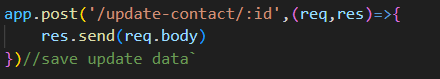 app.post('/update-contact/:id',(req,res)=>{
    res.send(req.body)
})//save update data`